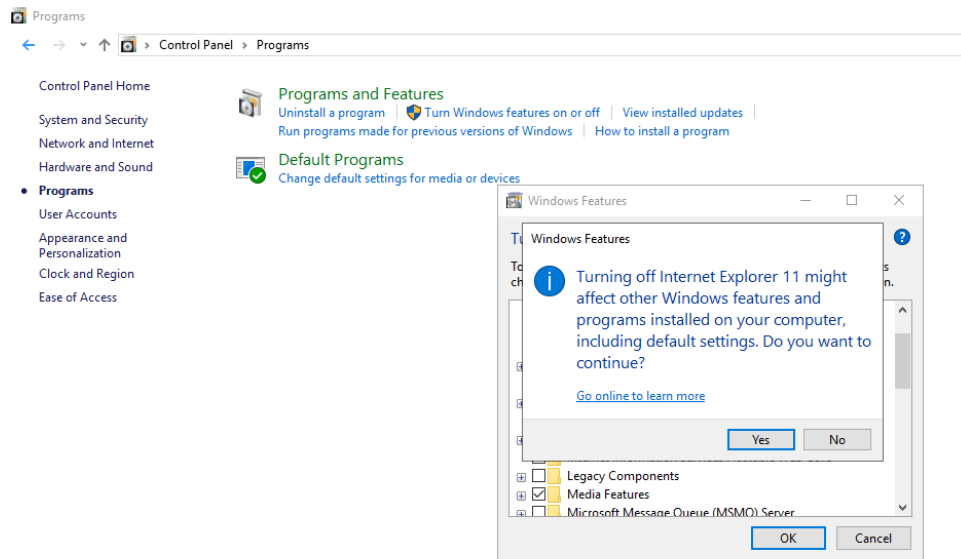 Programs
Control Panel > Programs
Control Panel Home
System and Security
Network and Internet
Hardware and Sound
Programs
User Accounts
Appearance and
Personalization
Clock and Region
Ease of Access
Programs and Features
Uninstall a program
Turn Windows features on or off
View installed updates
Run programs made for previous versions of Windows
How to install a program
Default Programs
Change default settings for media or devices
Windows Features
Windows Features
Turning off Internet Explorer 11 might
affect other Windows features and
programs installed on your computer,
including default settings. Do you want to
continue?
Go online to learn more
Yes
No
Legacy Components
Media Features
Microsoft Message Queue (MSMQ) Server
OK
Cancel